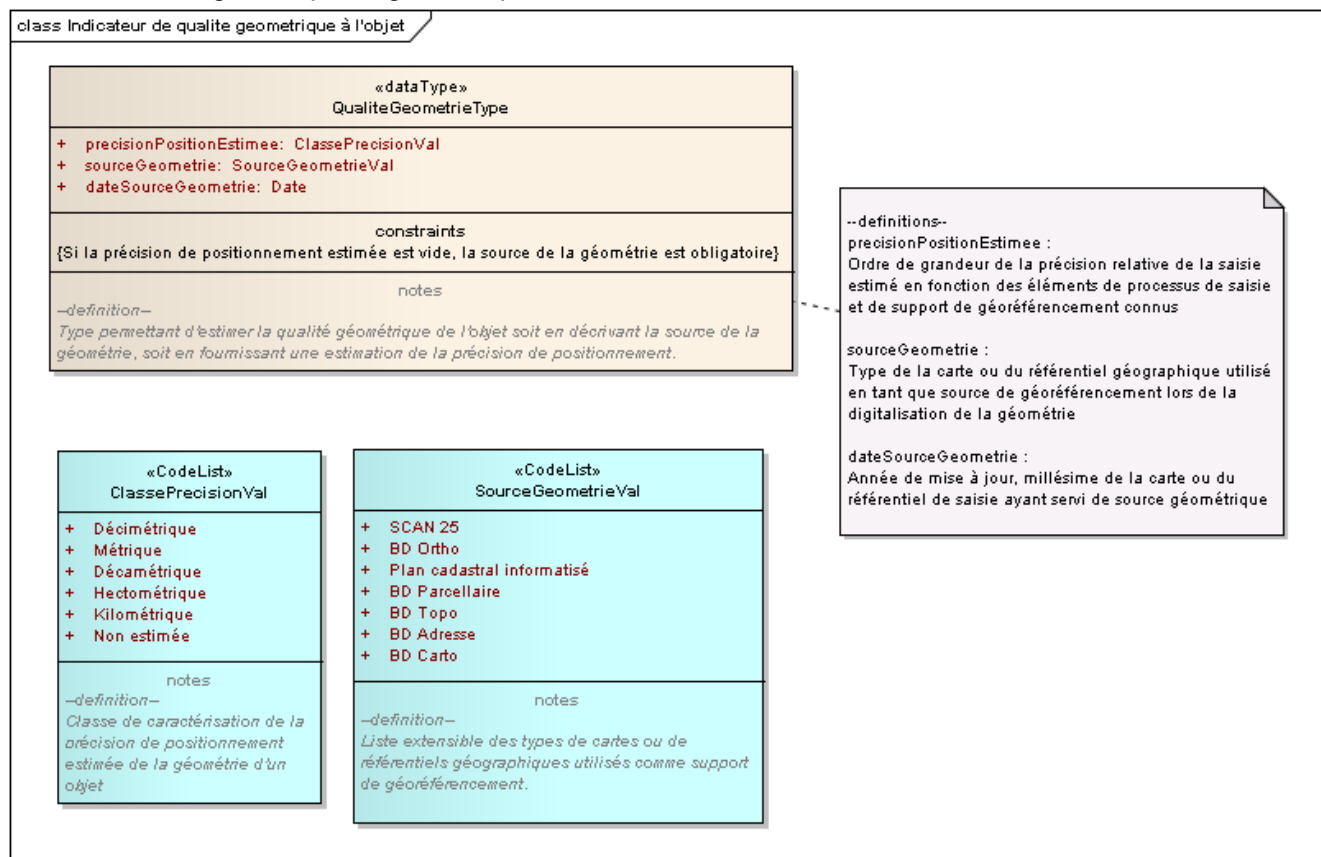 class Indicateur de qualite geometrique à l'objet
«dataType»
QualiteGeometrieType
+ precisionPositionEstimee: ClassePrecisionVal
+ sourceGeometrie: SourceGeometrieVal
+ dateSourceGeometrie: Date
constraints
{Si la précision de positionnement estimée est vide, la source de la géométrie est obligatoire}
notes
--definition--
Type permettant d'estimer la qualité géométrique de l'objet soit en décrivant la source de la
géométrie, soit en fournissant une estimation de la précision de positionnement.
--definitions--
precisionPositionEstimee :
Ordre de grandeur de la précision relative de la saisie
estimé en fonction des éléments de processus de saisie
et de support de géoréférencement connus
sourceGeometrie :
Type de la carte ou du référentiel géographique utilisé
en tant que source de géoréférencement lors de la
digitalisation de la géométrie
dateSourceGeometrie :
Année de mise à jour, millésime de la carte ou du
référentiel de saisie ayant servi de source géométrique
«CodeList»
ClassePrecisionVal
+ Décimétrique
+ Métrique
+ Décamétrique
+ Hectométrique
+ Kilométrique
+ Non estimée
notes
--definition--
Classe de caractérisation de la
précision de positionnement
estimée de la géométrie d'un
objet
«CodeList»
SourceGeometrieVal
+ SCAN 25
+ BD Ortho
+ Plan cadastral informatisé
+ BD Parcellaire
+ BD Topo
+ BD Adresse
+ BD Carto
notes
--definition--
Liste extensible des types de cartes ou de
référentiels géographiques utilisés comme support
de géoréférencement.